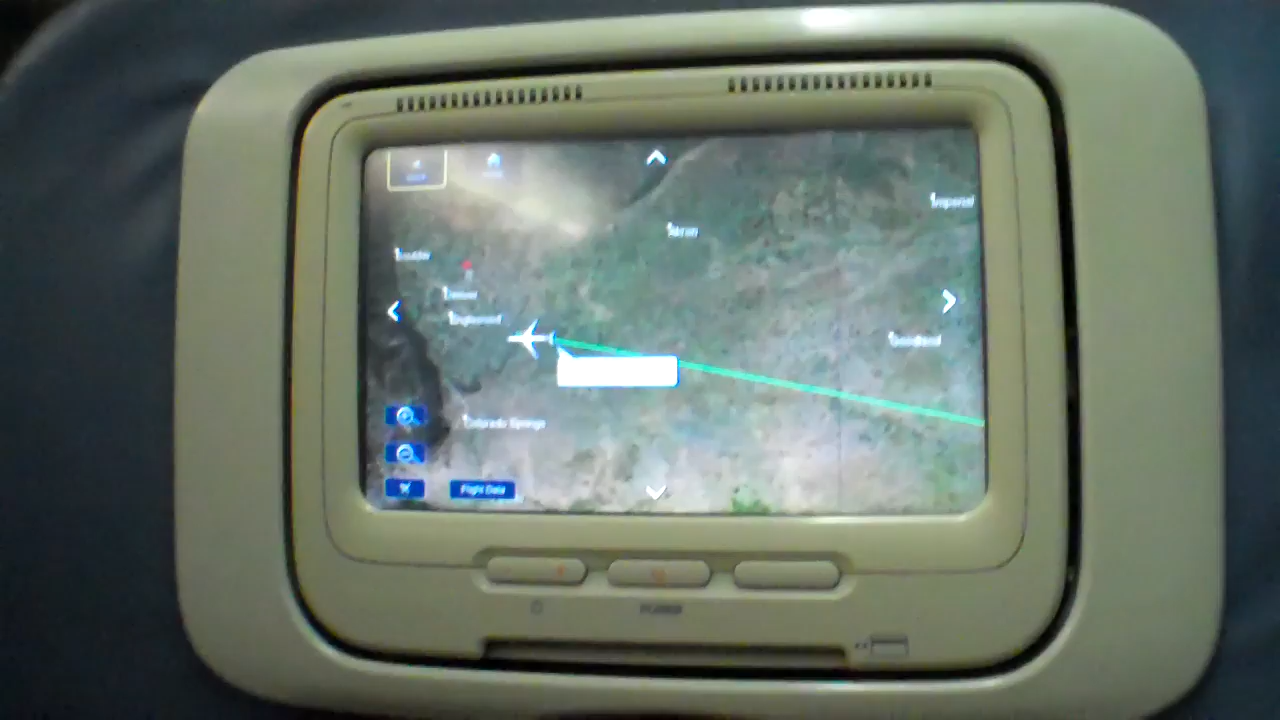 Imperial
Akron
Boulder
Denver
Englewood
Goodland
Colorado Springs
Flight Data
POWER